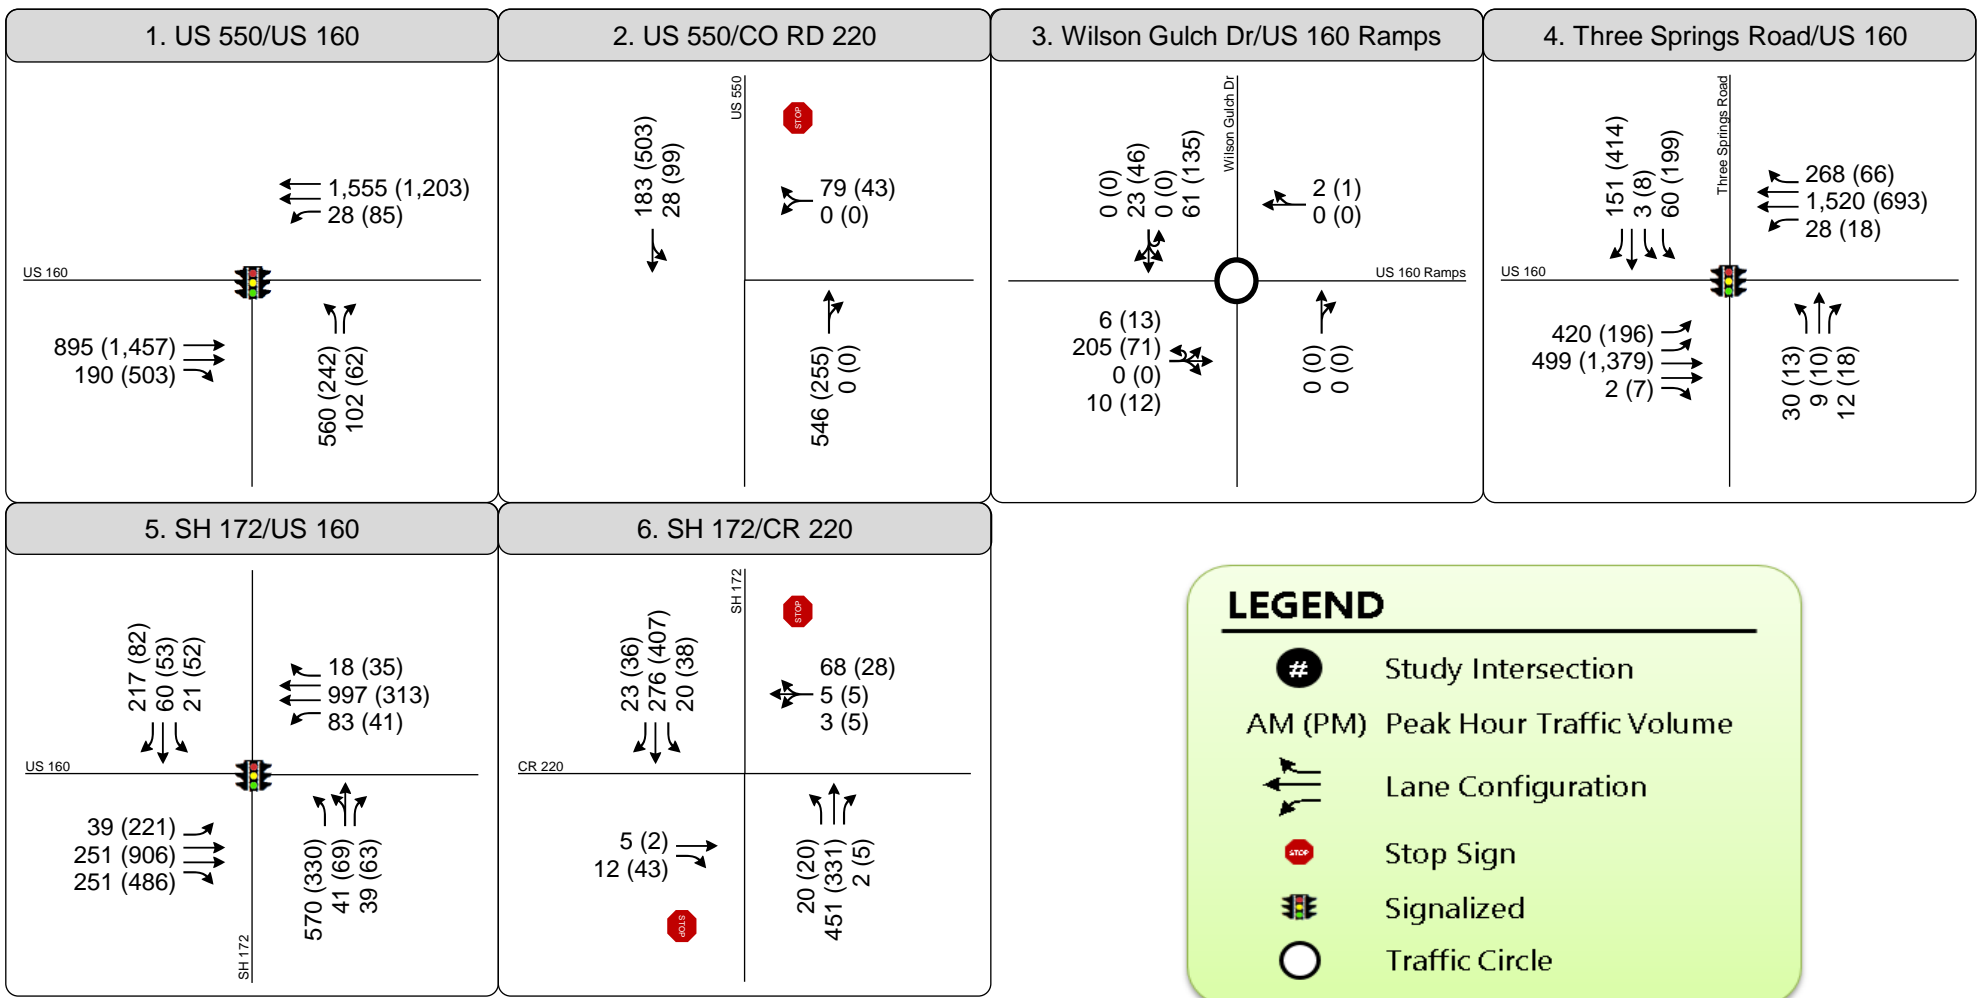 1. US 550/US 160
1,555 (1,203)
28 (85)
US 160
895 (1,457)
190 (503)
560 (242)
102 (62)
2. US 550/CO RD 220
US 550
STOP
183 (503)
28 (99)
79 (43)
0 (0)
546 (255)
0 (0)
3. Wilson Gulch Dr/US 160 Ramps
Wilson Gulch Dr
0 (0)
23 (46)
0 (0)
61 (135)
2 (1)
0 (0)
US 160 Ramps
6 (13)
205 (71)
0 (0)
10 (12)
0 (0)
0 (0)
4. Three Springs Road/US 160
Three Springs Road
151 (414)
3 (8)
60 (199)
268 (66)
1,520 (693)
28 (18)
US 160
420 (196)
499 (1,379)
2 (7)
30 (13)
9 (10)
12 (18)
5. SH 172/US 160
217 (82)
60 (53)
21 (52)
18 (35)
997 (313)
83 (41)
US 160
39 (221)
251 (906)
251 (486)
570 (330)
41 (69)
39 (63)
SH 172
6. SH 172/CR 220
SH 172
STOP
23 (36)
276 (407)
20 (38)
68 (28)
5 (5)
3 (5)
CR 220
5 (2)
12 (43)
STOP
20 (20)
451 (331)
2 (5)
LEGEND
# Study Intersection
AM (PM) Peak Hour Traffic Volume
Lane Configuration
STOP Stop Sign
Signalized
Traffic Circle